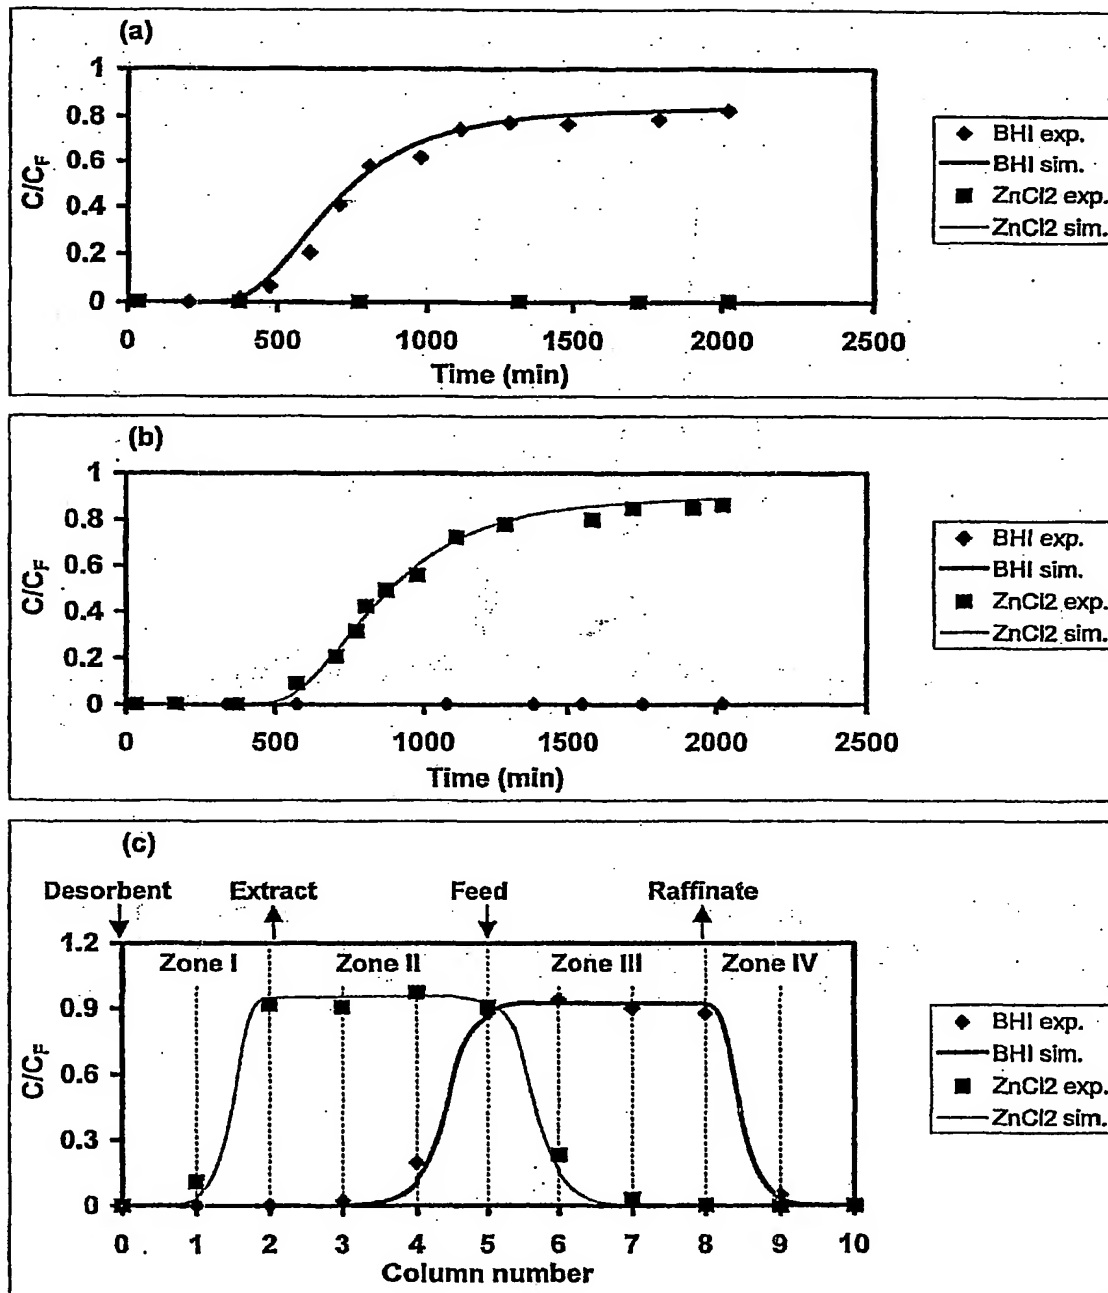 (a)
1
0.8
0.6
0.4
0.2
0
C/CF
0 500 1000 1500 2000 2500
Time (min)
BHI exp.
BHI sim.
ZnCl2 exp.
ZnCl2 sim.
(b)
1
0.8
0.6
0.4
0.2
0
C/CF
0 500 1000 1500 2000 2500
Time (min)
BHI exp.
BHI sim.
ZnCl2 exp.
ZnCl2 sim.
(c)
Desorbent Extract Feed Raffinate
1.2
Zone I Zone II Zone III Zone IV
0.9
0.6
0.3
0
C/CF
0 1 2 3 4 5 6 7 8 9 10
Column number
BHI exp.
BHI sim.
ZnCl2 exp.
ZnCl2 sim.